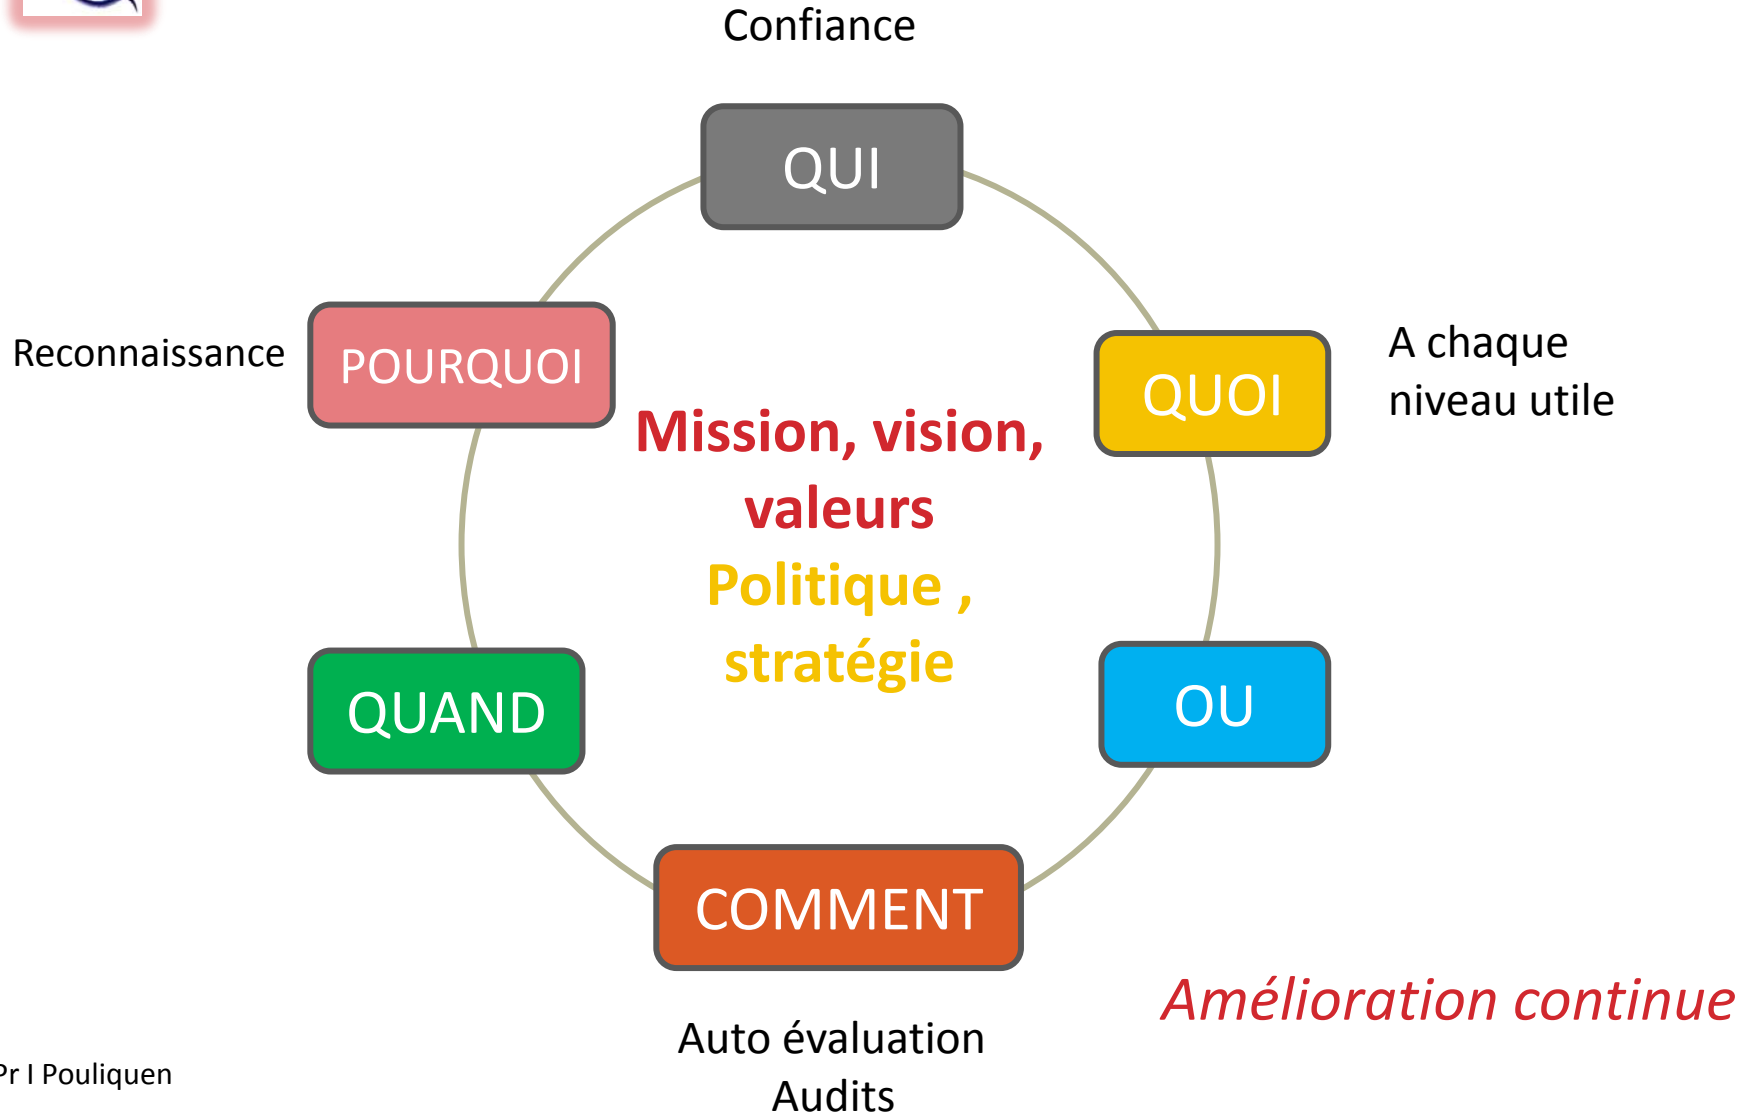 Confiance
QUI
Reconnaissance
POURQUOI
QUOI
A chaque
niveau utile
Mission, vision,
valeurs
Politique ,
stratégie
QUAND
OU
COMMENT
Amélioration continue
Auto évaluation
Audits
Pr I Pouliquen